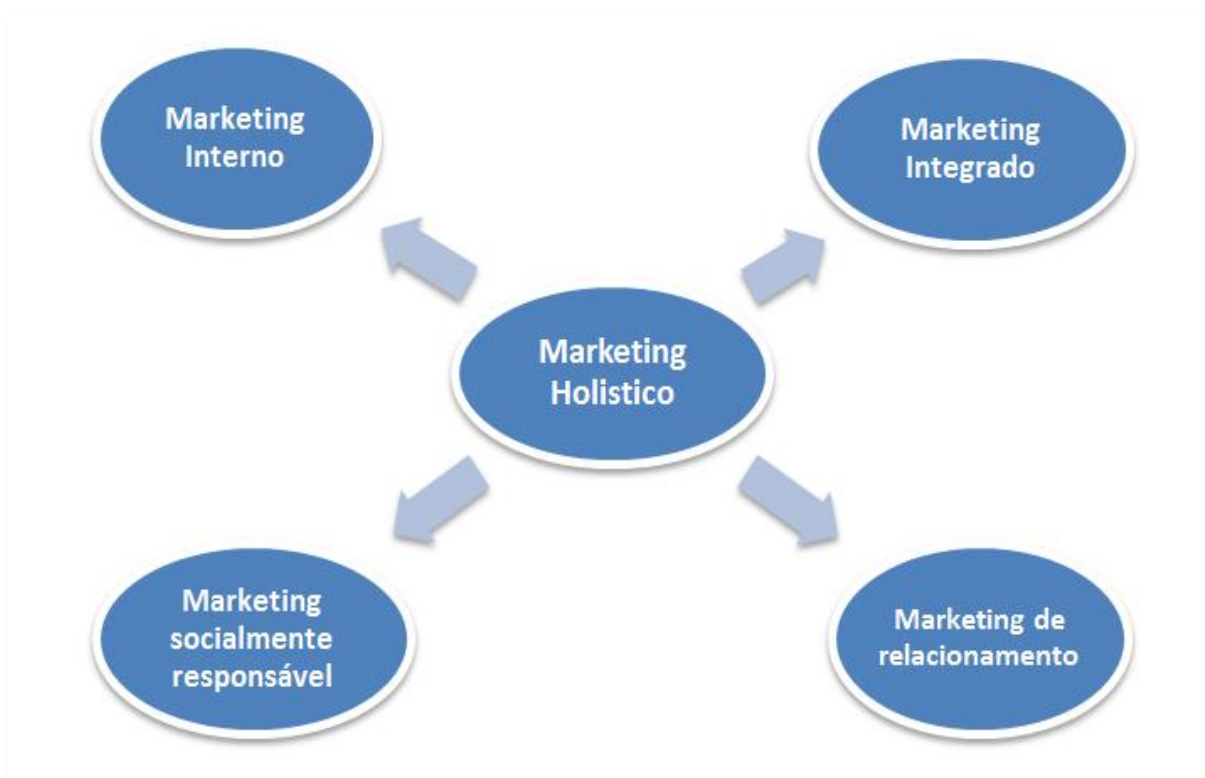 Marketing
Interno
Marketing
Integrado
Marketing
Holistico
Marketing
socialmente
responsável
Marketing de
relacionamento